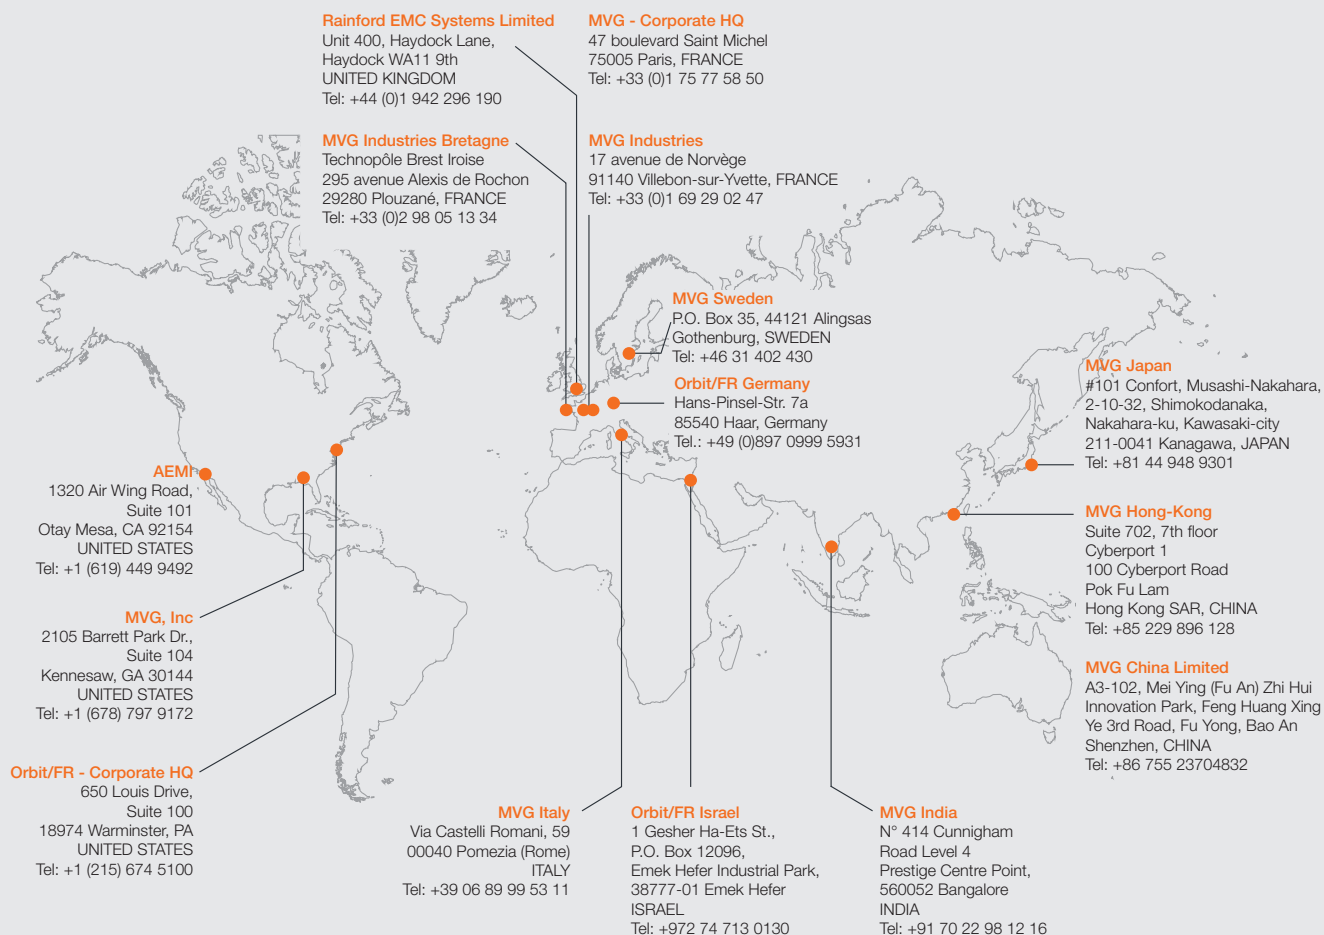 Rainford EMC Systems Limited
Unit 400, Haydock Lane,
Haydock WA11 9th
UNITED KINGDOM
Tel: +44 (0)1 942 296 190
MVG - Corporate HQ
47 boulevard Saint Michel
75005 Paris, FRANCE
Tel: +33 (0)1 75 77 58 50
MVG Industries Bretagne
Technopôle Brest Iroise
295 avenue Alexis de Rochon
29280 Plouzané, FRANCE
Tel: +33 (0)2 98 05 13 34
MVG Industries
17 avenue de Norvège
91140 Villebon-sur-Yvette, FRANCE
Tel: +33 (0)1 69 29 02 47
MVG Sweden
P.O. Box 35, 44121 Alingsas
Gothenburg, SWEDEN
Tel: +46 31 402 430
Orbit/FR Germany
Hans-Pinsel-Str. 7a
85540 Haar, Germany
Tel.: +49 (0)897 0999 5931
MVG Japan
#101 Confort, Musashi-Nakahara,
2-10-32, Shimokodanaka,
Nakahara-ku, Kawasaki-city
211-0041 Kanagawa, JAPAN
Tel: +81 44 948 9301
AEMI
1320 Air Wing Road,
Suite 101
Otay Mesa, CA 92154
UNITED STATES
Tel: +1 (619) 449 9492
MVG Hong-Kong
Suite 702, 7th floor
Cyberport 1
100 Cyberport Road
Pok Fu Lam
Hong Kong SAR, CHINA
Tel: +85 229 896 128
MVG, Inc
2105 Barrett Park Dr.,
Suite 104
Kennesaw, GA 30144
UNITED STATES
Tel: +1 (678) 797 9172
MVG China Limited
A3-102, Mei Ying (Fu An) Zhi Hui
Innovation Park, Feng Huang Xing
Ye 3rd Road, Fu Yong, Bao An
Shenzhen, CHINA
Tel: +86 755 23704832
Orbit/FR - Corporate HQ
650 Louis Drive,
Suite 100
18974 Warminster, PA
UNITED STATES
Tel: +1 (215) 674 5100
MVG Italy
Via Castelli Romani, 59
00040 Pomezia (Rome)
ITALY
Tel: +39 06 89 99 53 11
Orbit/FR Israel
1 Gesher Ha-Ets St.,
P.O. Box 12096,
Emek Hefer Industrial Park,
38777-01 Emek Hefer
ISRAEL
Tel: +972 74 713 0130
MVG India
N° 414 Cunnigham
Road Level 4
Prestige Centre Point,
560052 Bangalore
INDIA
Tel: +91 70 22 98 12 16